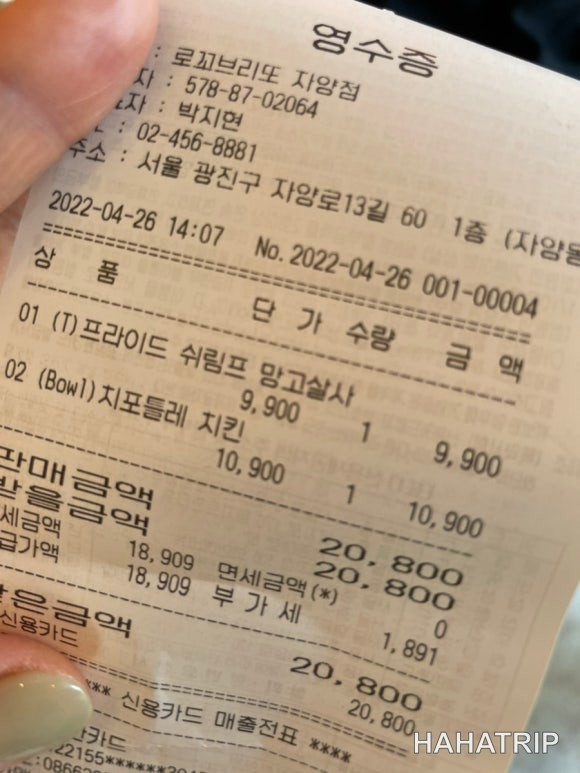 영수증
: 로꼬브리또 자양점
자 : 578-87-02064
자 : 박지현
: 02-456-8881
주소 : 서울 광진구 자양로13길 60 1층 (자양동
2022-04-26 14:07 No.2022-04-26 001-00004
상 품 단 가 수량 금 액
01 (T)프라이드 쉬림프 망고살사
9,900 1 9,900
02 (Bowl)치포틀레 치킨
10,900 1 10,900
판매금액 20,800
받을금액 20,800
세금액 18,909 면세금액(*) 0
급가액 18,909 부 가 세 1,891
받은금액 20,800
신용카드 20,800
**** 신용카드 매출전표 ****
카드
HAHATRIP